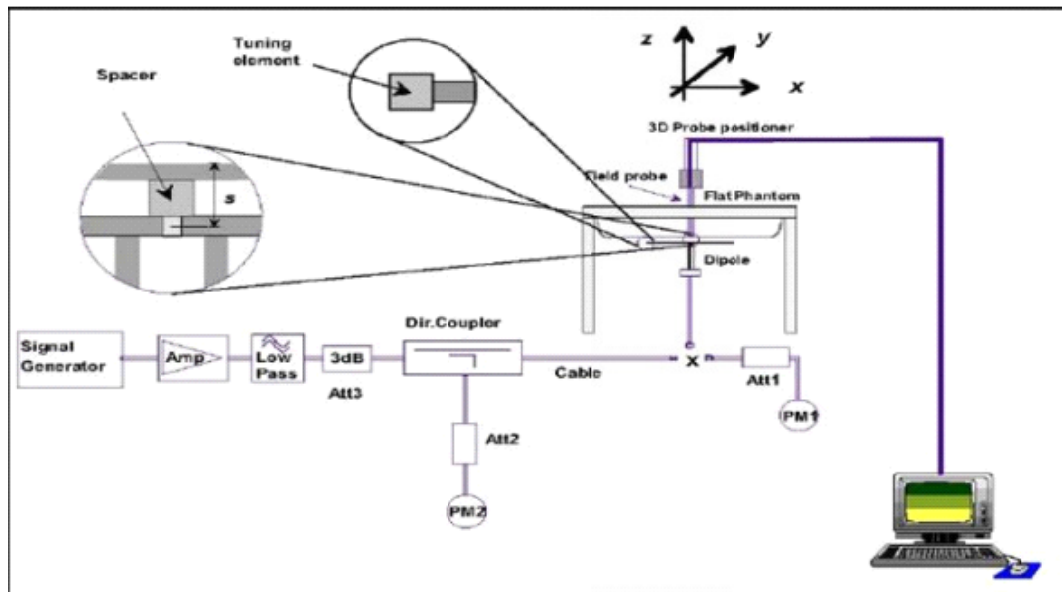 Tuning
element
Spacer
s
z
y
x
3D Probe positioner
Field probe
Flat Phantom
Dipole
Signal
Generator
Amp
Low
Pass
3dB
Att3
Dir.Coupler
Cable
X
Att1
PM1
Att2
PM2